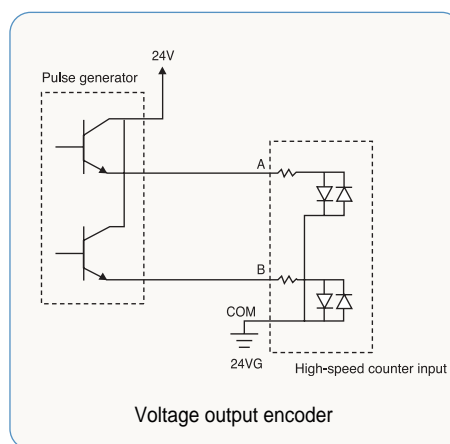 24V
Pulse generator
A
B
COM
24VG
High-speed counter input
Voltage output encoder